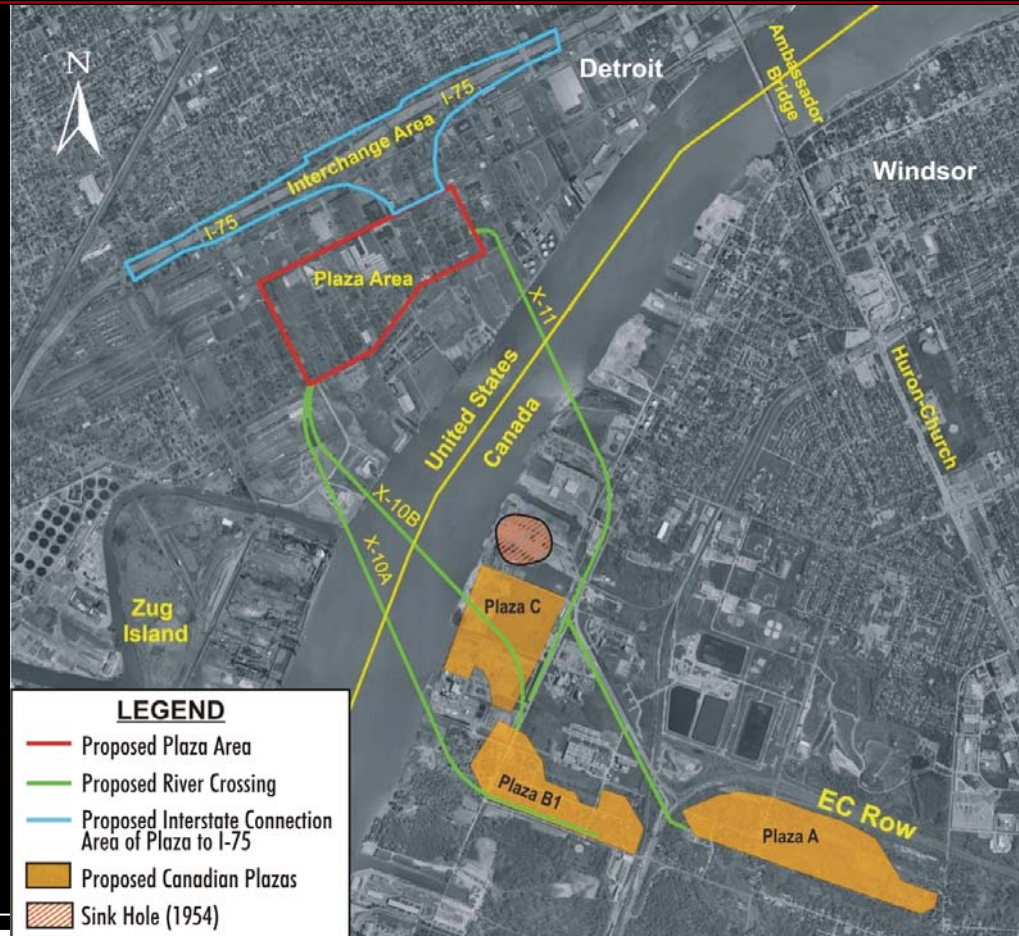 N
Detroit
Ambassador
Bridge
I-75
Interchange Area
I-75
Windsor
Plaza Area
X-11
Huron-Church
United States
Canada
X-10B
X-10A
Plaza C
Zug
Island
Plaza B1
EC Row
Plaza A
LEGEND
Proposed Plaza Area
Proposed River Crossing
Proposed Interstate Connection
Area of Plaza to I-75
Proposed Canadian Plazas
Sink Hole (1954)